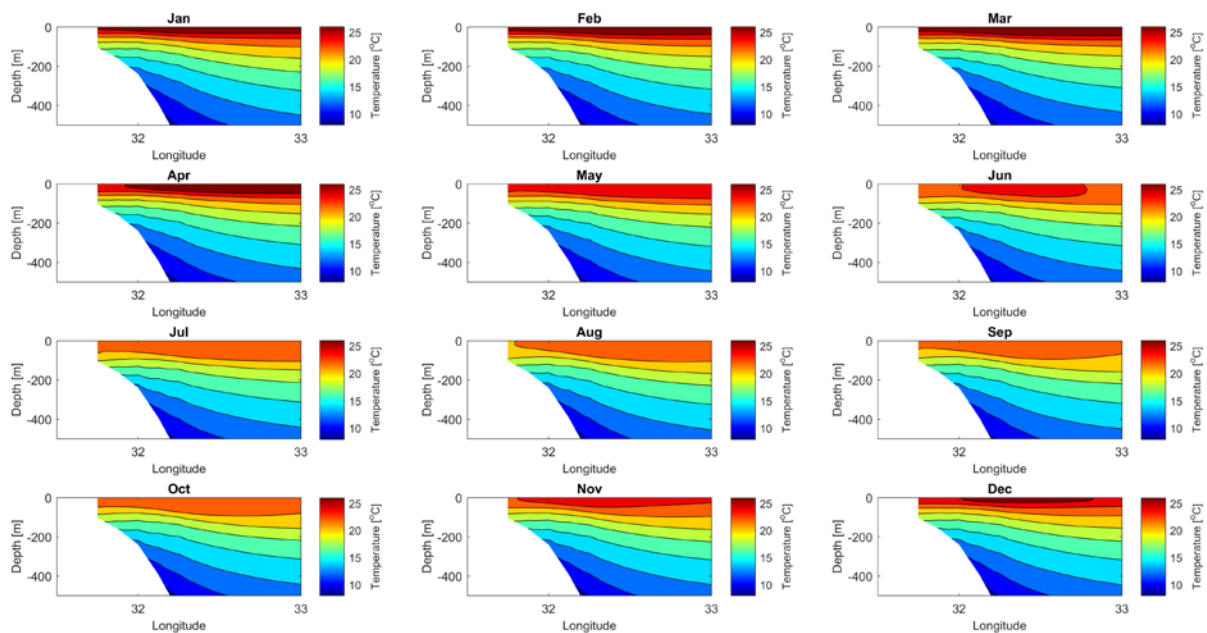 Jan
Feb
Mar
Depth [m]
0
-200
-400
32
33
Longitude
25
20
15
10
Temperature [°C]
Depth [m]
0
-200
-400
32
33
Longitude
25
20
15
10
Temperature [°C]
Depth [m]
0
-200
-400
32
33
Longitude
25
20
15
10
Temperature [°C]
Apr
May
Jun
Depth [m]
0
-200
-400
32
33
Longitude
25
20
15
10
Temperature [°C]
Depth [m]
0
-200
-400
32
33
Longitude
25
20
15
10
Temperature [°C]
Depth [m]
0
-200
-400
32
33
Longitude
25
20
15
10
Temperature [°C]
Jul
Aug
Sep
Depth [m]
0
-200
-400
32
33
Longitude
25
20
15
10
Temperature [°C]
Depth [m]
0
-200
-400
32
33
Longitude
25
20
15
10
Temperature [°C]
Depth [m]
0
-200
-400
32
33
Longitude
25
20
15
10
Temperature [°C]
Oct
Nov
Dec
Depth [m]
0
-200
-400
32
33
Longitude
25
20
15
10
Temperature [°C]
Depth [m]
0
-200
-400
32
33
Longitude
25
20
15
10
Temperature [°C]
Depth [m]
0
-200
-400
32
33
Longitude
25
20
15
10
Temperature [°C]